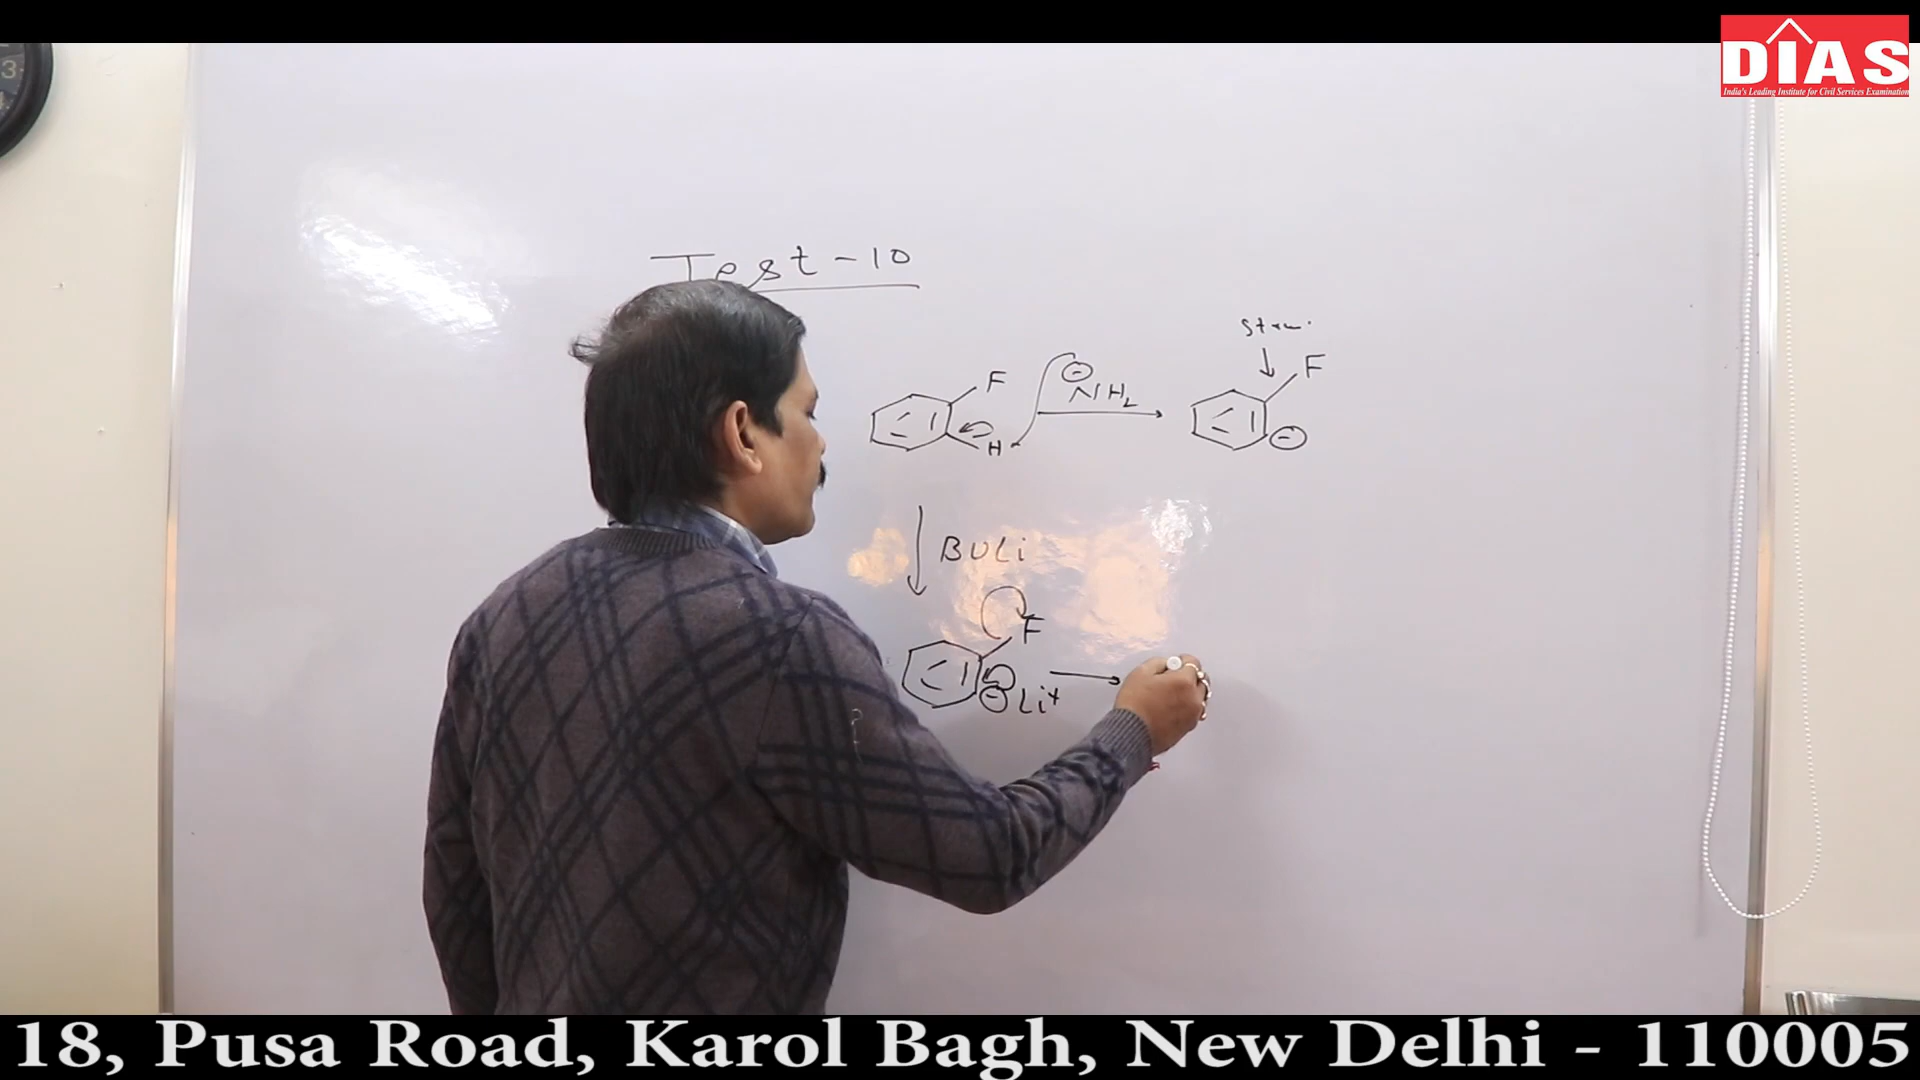 DIAS
India's Leading Institute for Civil Services Examination
3
Test - 10
F
H
⊖
NH2
F
⊖
BULi
F
⊖ Li+
18, Pusa Road, Karol Bagh, New Delhi - 110005